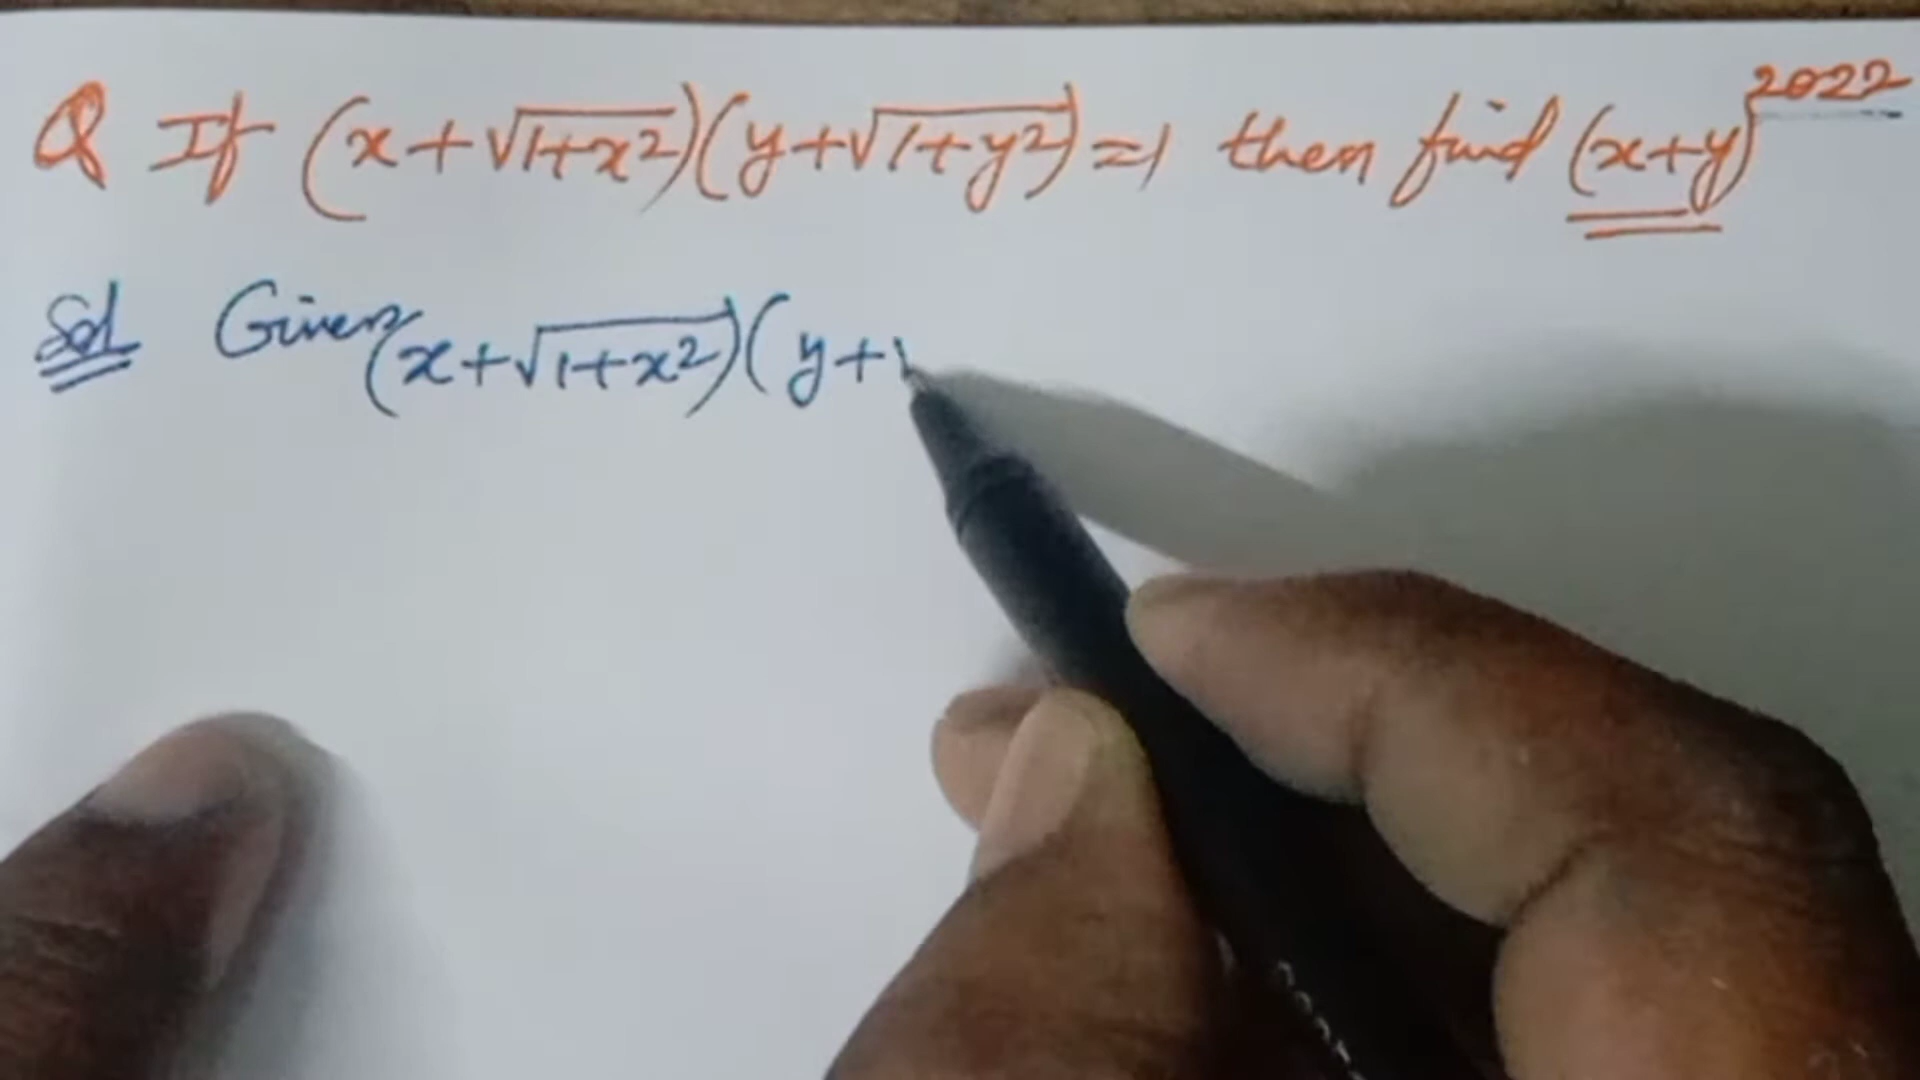 Q If (x+√1+x²)(y+√1+y²)=1 then find (x+y)²⁰²²
Sol Given (x+√1+x²)(y+